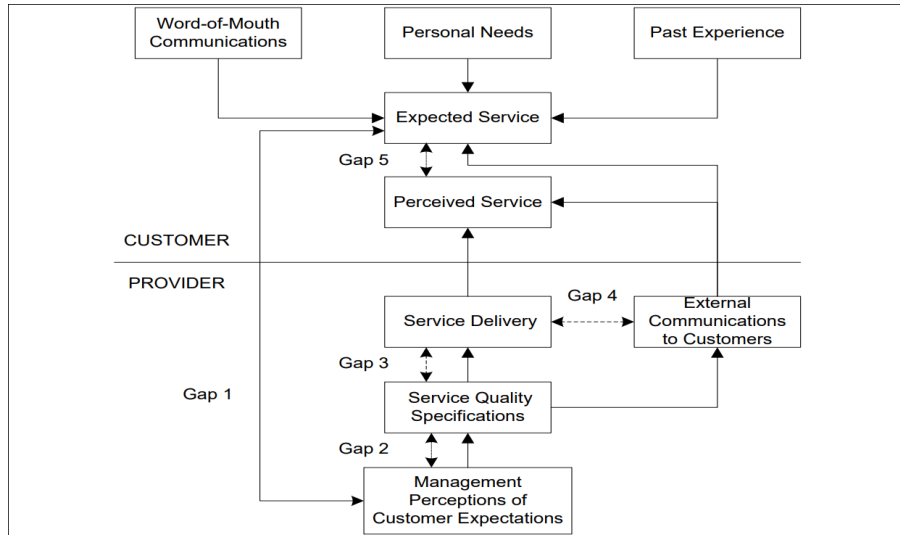 Word-of-Mouth
Communications
Personal Needs
Past Experience
Expected Service
Gap 5
Perceived Service
CUSTOMER
PROVIDER
Gap 4
Service Delivery
External
Communications
to Customers
Gap 3
Gap 1
Service Quality
Specifications
Gap 2
Management
Perceptions of
Customer Expectations